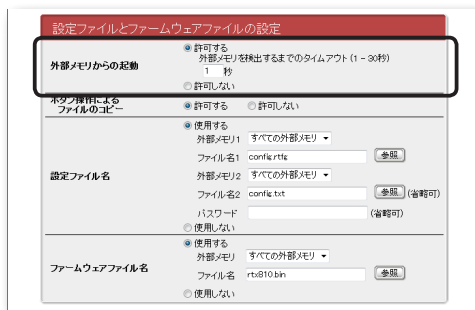 設定ファイルとファームウェアファイルの設定
外部メモリからの起動
許可する
外部メモリを検出するまでのタイムアウト(1 - 30秒)
1 秒
許可しない
ボタン操作による
ファイルのコピー
許可する 許可しない
設定ファイル名
使用する
外部メモリ1 すべての外部メモリ
ファイル名1 config.rtfg 参照...
外部メモリ2 すべての外部メモリ
ファイル名2 config.txt 参照... (省略可)
パスワード (省略可)
使用しない
ファームウェアファイル名
使用する
外部メモリ すべての外部メモリ
ファイル名 rtx810.bin 参照...
使用しない